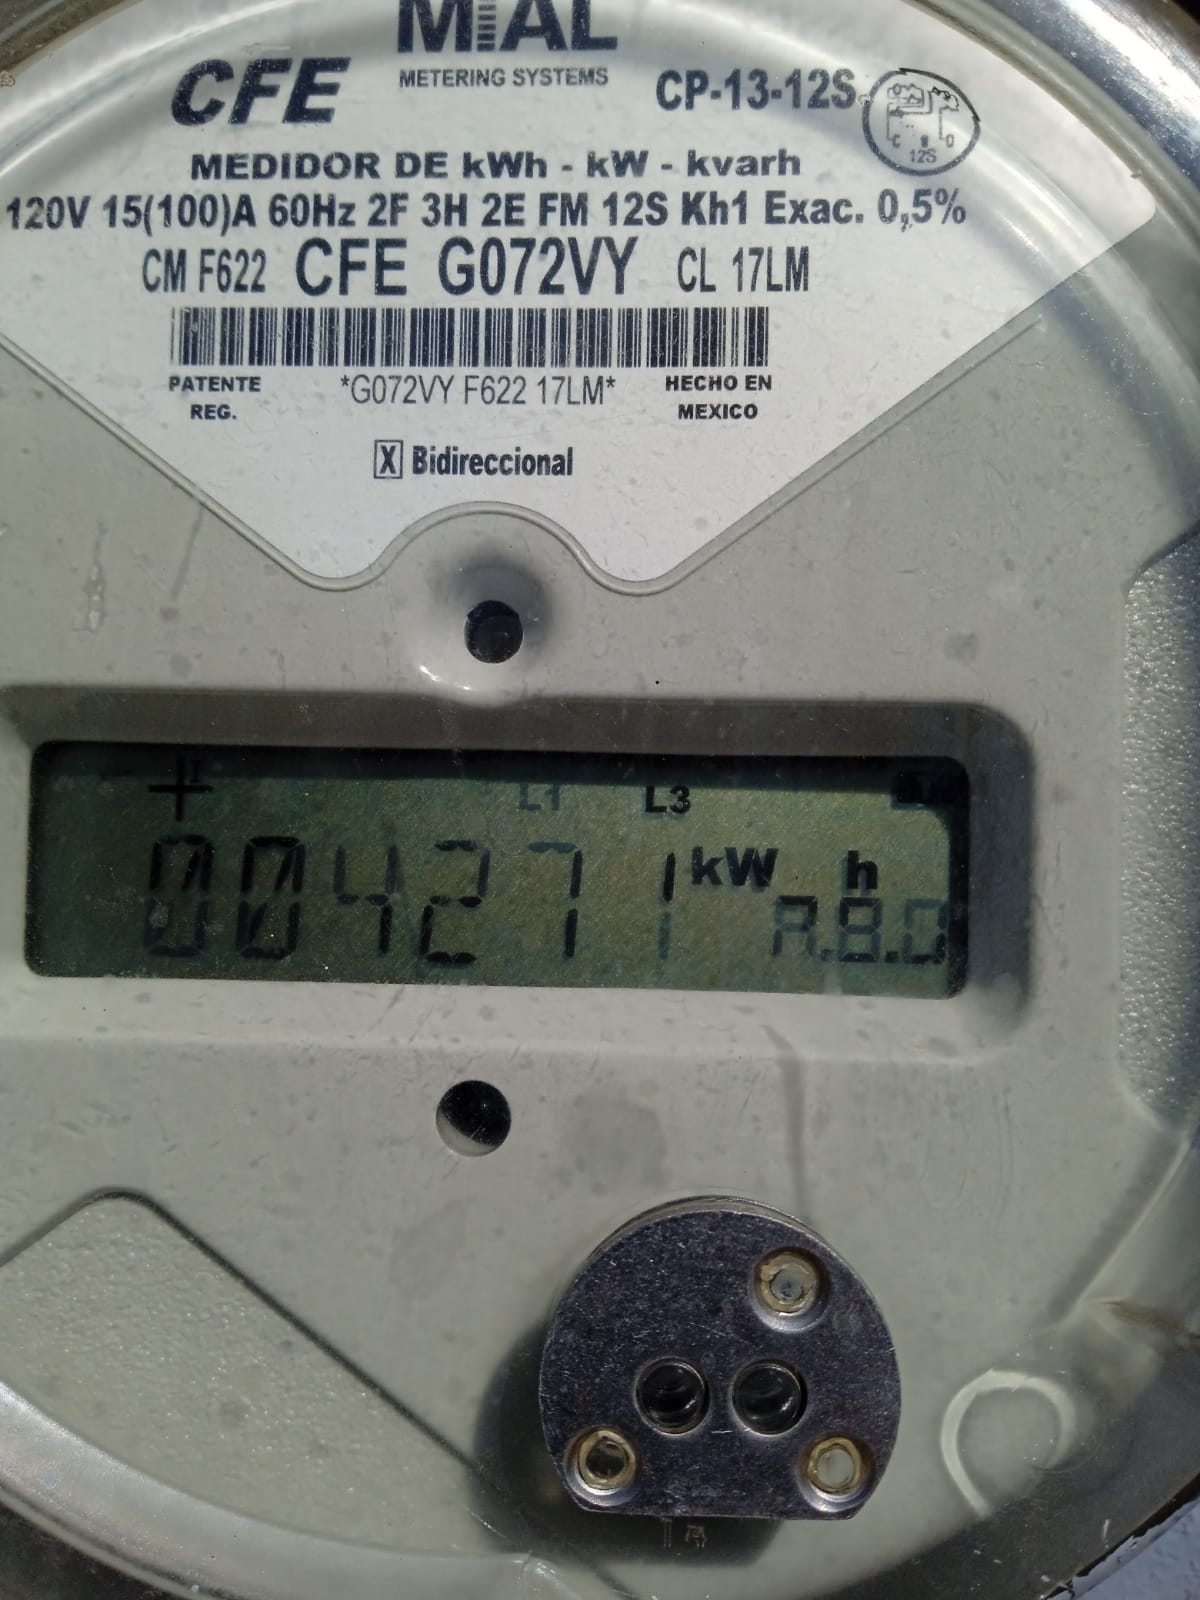 MIAL
METERING SYSTEMS
CFE
CP-13-12S
12S
MEDIDOR DE kWh - kW - kvarh
120V 15(100)A 60Hz 2F 3H 2E FM 12S Kh1 Exac. 0,5%
CM F622 CFE G072VY CL 17LM
PATENTE REG.
*G072VY F622 17LM*
HECHO EN MEXICO
X Bidireccional
L1 L3
004271 kW h